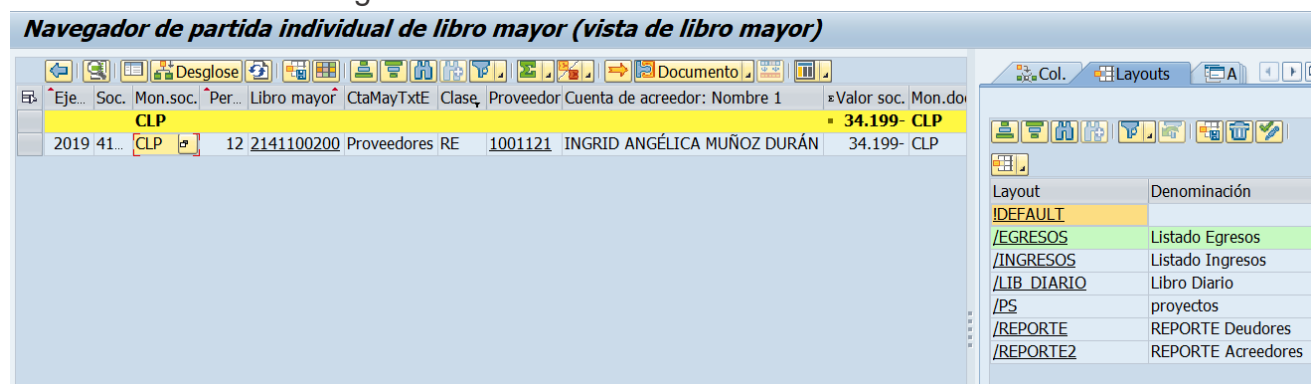 Navegador de partida individual de libro mayor (vista de libro mayor)
Desglose Documento
Eje... Soc. Mon.soc. Per... Libro mayor CtaMayTxtE Clase Proveedor Cuenta de acreedor: Nombre 1 Valor soc. Mon.do
CLP 34.199- CLP
2019 41... CLP 12 2141100200 Proveedores RE 1001121 INGRID ANGÉLICA MUÑOZ DURÁN 34.199- CLP
Col. Layouts A
Layout Denominación
!DEFAULT
/EGRESOS Listado Egresos
/INGRESOS Listado Ingresos
/LIB_DIARIO Libro Diario
/PS proyectos
/REPORTE REPORTE Deudores
/REPORTE2 REPORTE Acreedores